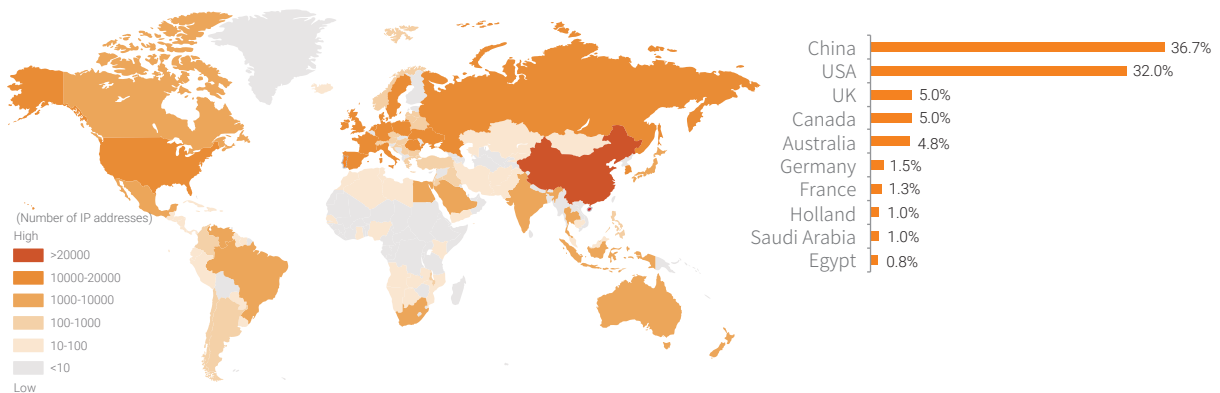 (Number of IP addresses)
High
>20000
10000-20000
1000-10000
100-1000
10-100
<10
Low
China 36.7%
USA 32.0%
UK 5.0%
Canada 5.0%
Australia 4.8%
Germany 1.5%
France 1.3%
Holland 1.0%
Saudi Arabia 1.0%
Egypt 0.8%